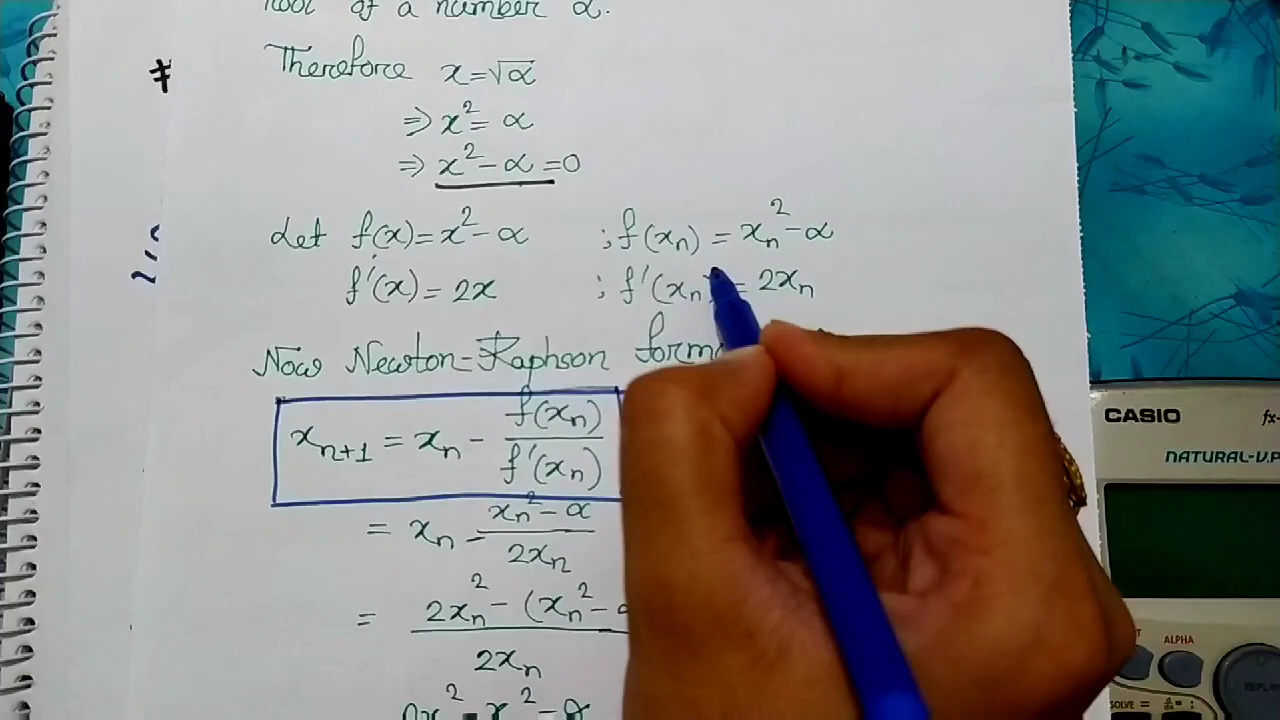 of a number α.
Therefore x = √α
⇒ x² = α
⇒ x² - α = 0
Let f(x) = x² - α ; f(xₙ) = xₙ² - α
f'(x) = 2x ; f'(xₙ) = 2xₙ
Now Newton-Raphson
xₙ₊₁ = xₙ - f(xₙ) / f'(xₙ)
= xₙ - (xₙ² - α) / 2xₙ
= 2xₙ² - (xₙ² - / 2xₙ
CASIO
NATURAL-V.P
ALPHA
SOLVE =